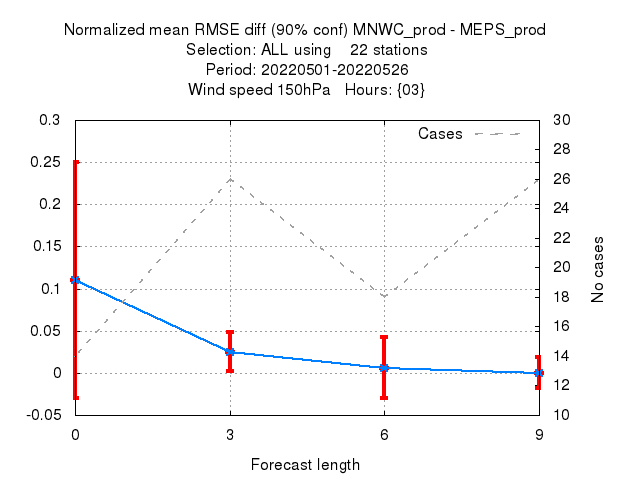 Normalized mean RMSE diff (90% conf) MNWC_prod - MEPS_prod
Selection: ALL using    22 stations
Period: 20220501-20220526
Wind speed 150hPa   Hours: {03}
Cases
0.3
0.25
0.2
0.15
0.1
0.05
0
-0.05
30
28
26
24
22
20
18
16
14
12
10
No cases
0 3 6 9
Forecast length